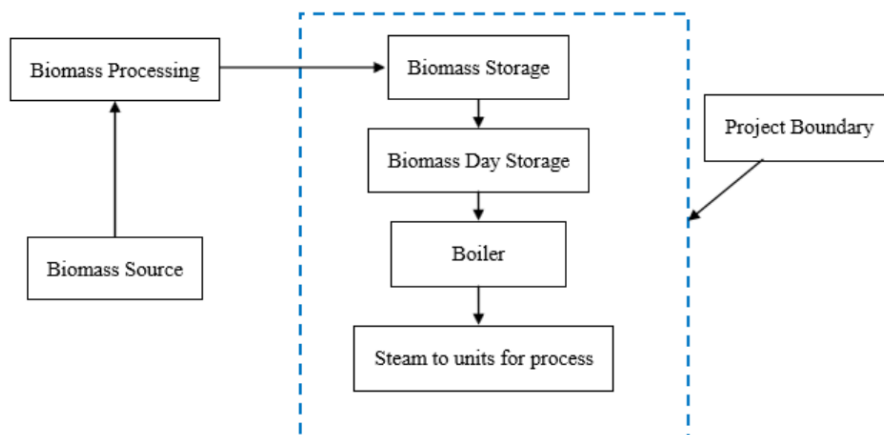 Biomass Processing
Biomass Storage
Project Boundary
Biomass Day Storage
Boiler
Biomass Source
Steam to units for process